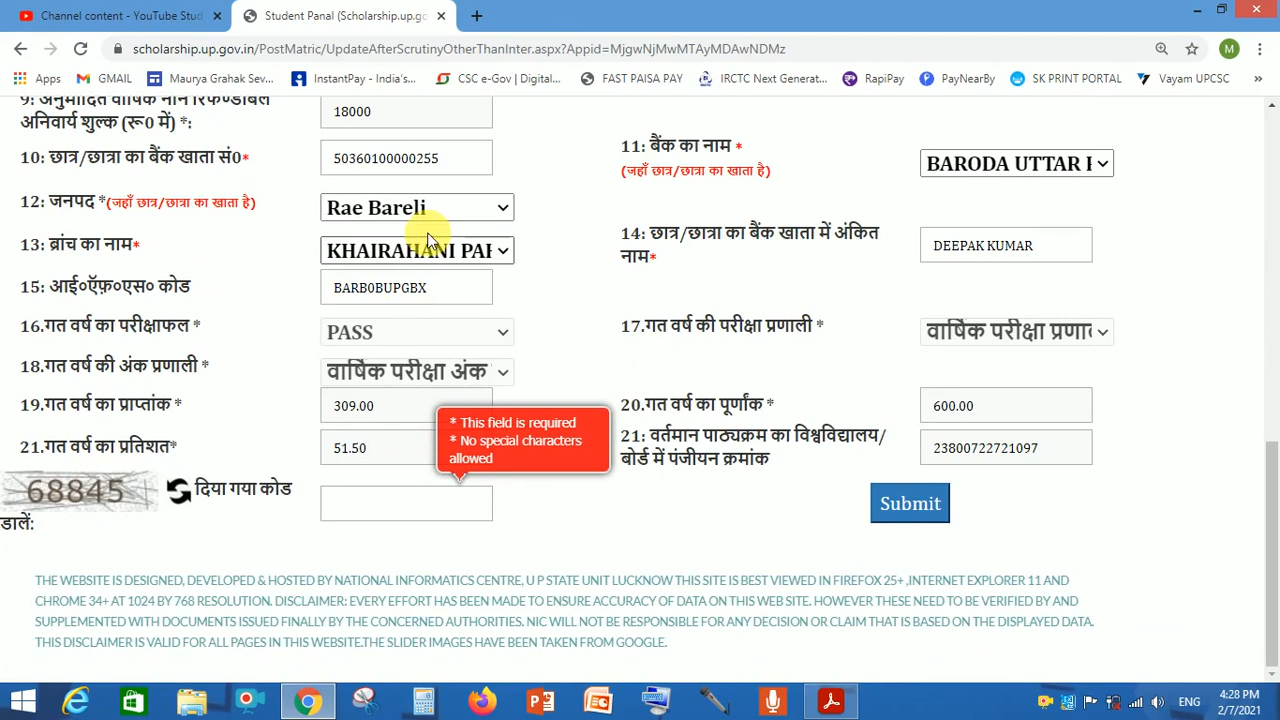 Channel content - YouTube Stud
Student Panal (Scholarship.up.go
scholarship.up.gov.in/PostMatric/UpdateAfterScrutinyOtherThanInter.aspx?Appid=MjgwNjMwMTAyMDAwNDMz
M
Apps GMAIL Maurya Grahak Sev... InstantPay - India's... CSC e-Gov | Digital... FAST PAISA PAY IRCTC Next Generat... RapiPay PayNearBy SK PRINT PORTAL Vayam UPCSC »
9: अनुमोदित वार्षिक नॉन रिफण्डेबिल
अनिवार्य शुल्क (रू0 में) *:
18000
10: छात्र/छात्रा का बैंक खाता सं0*
50360100000255
11: बैंक का नाम *
(जहाँ छात्र/छात्रा का खाता है)
BARODA UTTAR
12: जनपद *(जहाँ छात्र/छात्रा का खाता है)
Rae Bareli
13: ब्रांच का नाम*
KHAIRAHANI PAR
14: छात्र/छात्रा का बैंक खाता में अंकित
नाम*
DEEPAK KUMAR
15: आई०ऍफ़०एस० कोड
BARB0BUPGBX
16.गत वर्ष का परीक्षाफल *
PASS
17.गत वर्ष की परीक्षा प्रणाली *
वार्षिक परीक्षा
18.गत वर्ष की अंक प्रणाली *
वार्षिक परीक्षा अंक
19.गत वर्ष का प्राप्तांक *
309.00
20.गत वर्ष का पूर्णांक *
600.00
21.गत वर्ष का प्रतिशत*
51.50
* This field is required
* No special characters
allowed
21: वर्तमान पाठ्यक्रम का विश्वविद्यालय/
बोर्ड में पंजीयन क्रमांक
23800722721097
68845
दिया गया कोड
डालें:
Submit
THE WEBSITE IS DESIGNED, DEVELOPED & HOSTED BY NATIONAL INFORMATICS CENTRE, U P STATE UNIT LUCKNOW THIS SITE IS BEST VIEWED IN FIREFOX 25+ ,INTERNET EXPLORER 11 AND
CHROME 34+ AT 1024 BY 768 RESOLUTION. DISCLAIMER: EVERY EFFORT HAS BEEN MADE TO ENSURE ACCURACY OF DATA ON THIS WEB SITE. HOWEVER THESE NEED TO BE VERIFIED BY AND
SUPPLEMENTED WITH DOCUMENTS ISSUED FINALLY BY THE CONCERNED AUTHORITIES. NIC WILL NOT BE RESPONSIBLE FOR ANY DECISION OR CLAIM THAT IS BASED ON THE DISPLAYED DATA.
THIS DISCLAIMER IS VALID FOR ALL PAGES IN THIS WEBSITE.THE SLIDER IMAGES HAVE BEEN TAKEN FROM GOOGLE.
ENG
4:28 PM
2/7/2021